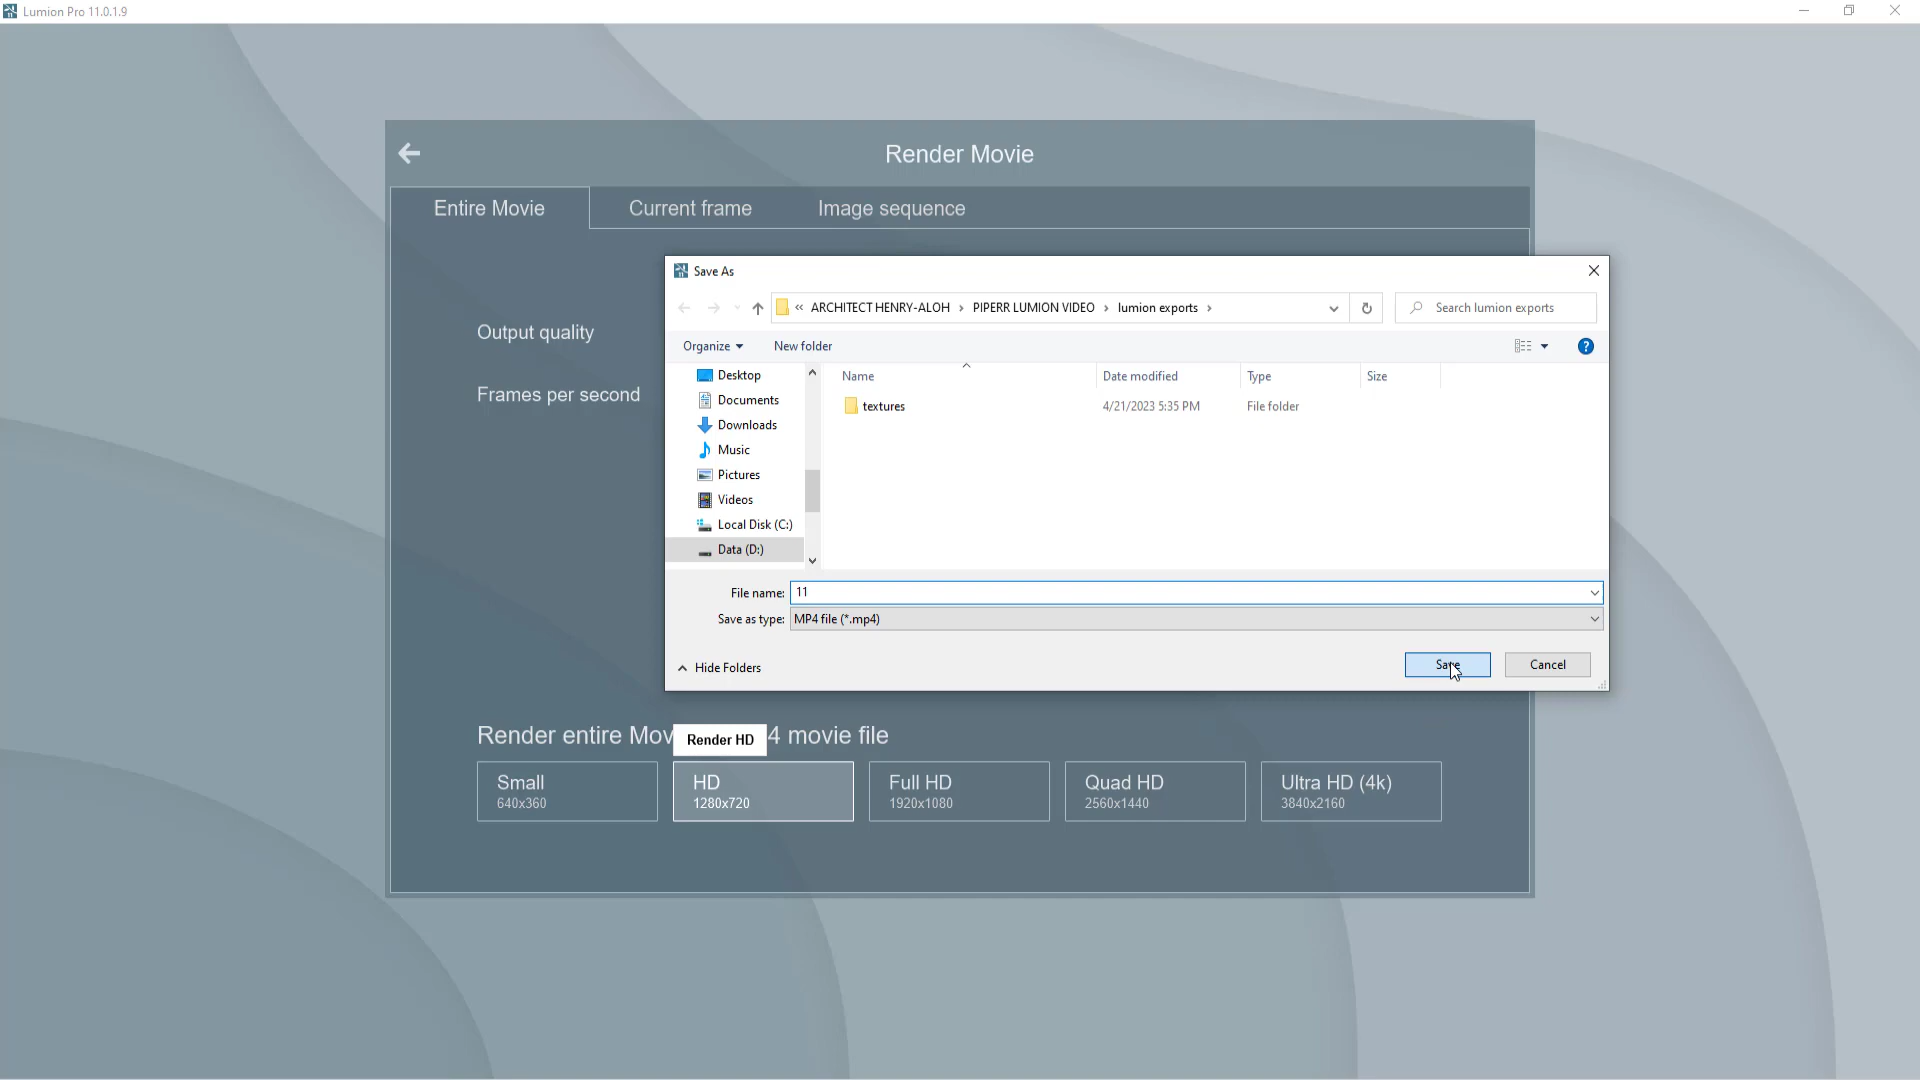 Lumion Pro 11.0.1.9
Render Movie
Entire Movie
Current frame
Image sequence
Output quality
Frames per second
Save As
« ARCHITECT HENRY-ALOH › PIPERR LUMION VIDEO › lumion exports ›
Search lumion exports
Organize
New folder
Desktop
Documents
Downloads
Music
Pictures
Videos
Local Disk (C:)
Data (D:)
Name Date modified Type Size
textures 4/21/2023 5:35 PM File folder
File name: 11
Save as type: MP4 file (*.mp4)
Hide Folders
Save
Cancel
Render entire Mov 4 movie file
Render HD
Small
640x360
HD
1280x720
Full HD
1920x1080
Quad HD
2560x1440
Ultra HD (4k)
3840x2160